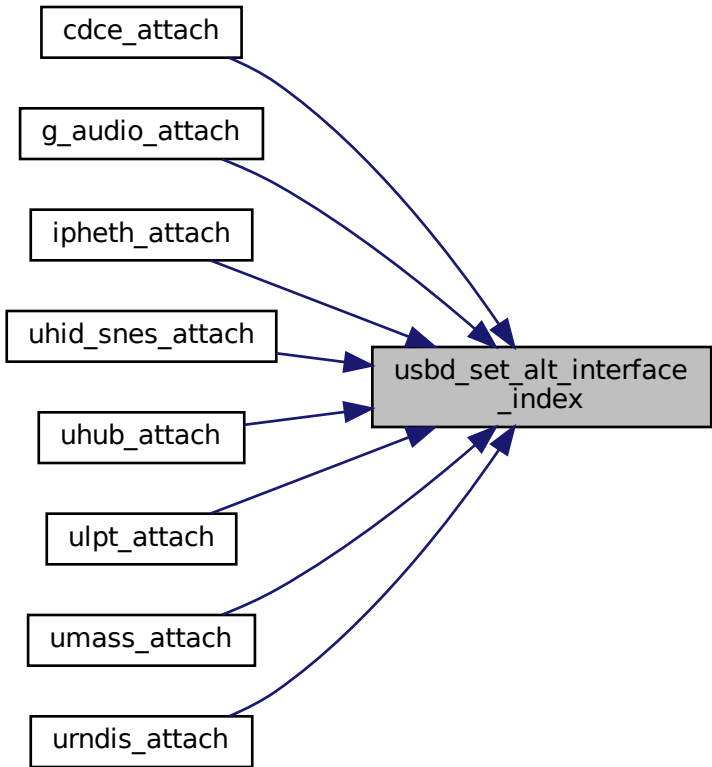 cdce_attach
g_audio_attach
ipheth_attach
uhid_snes_attach
usbd_set_alt_interface
_index
uhub_attach
ulpt_attach
umass_attach
urndis_attach